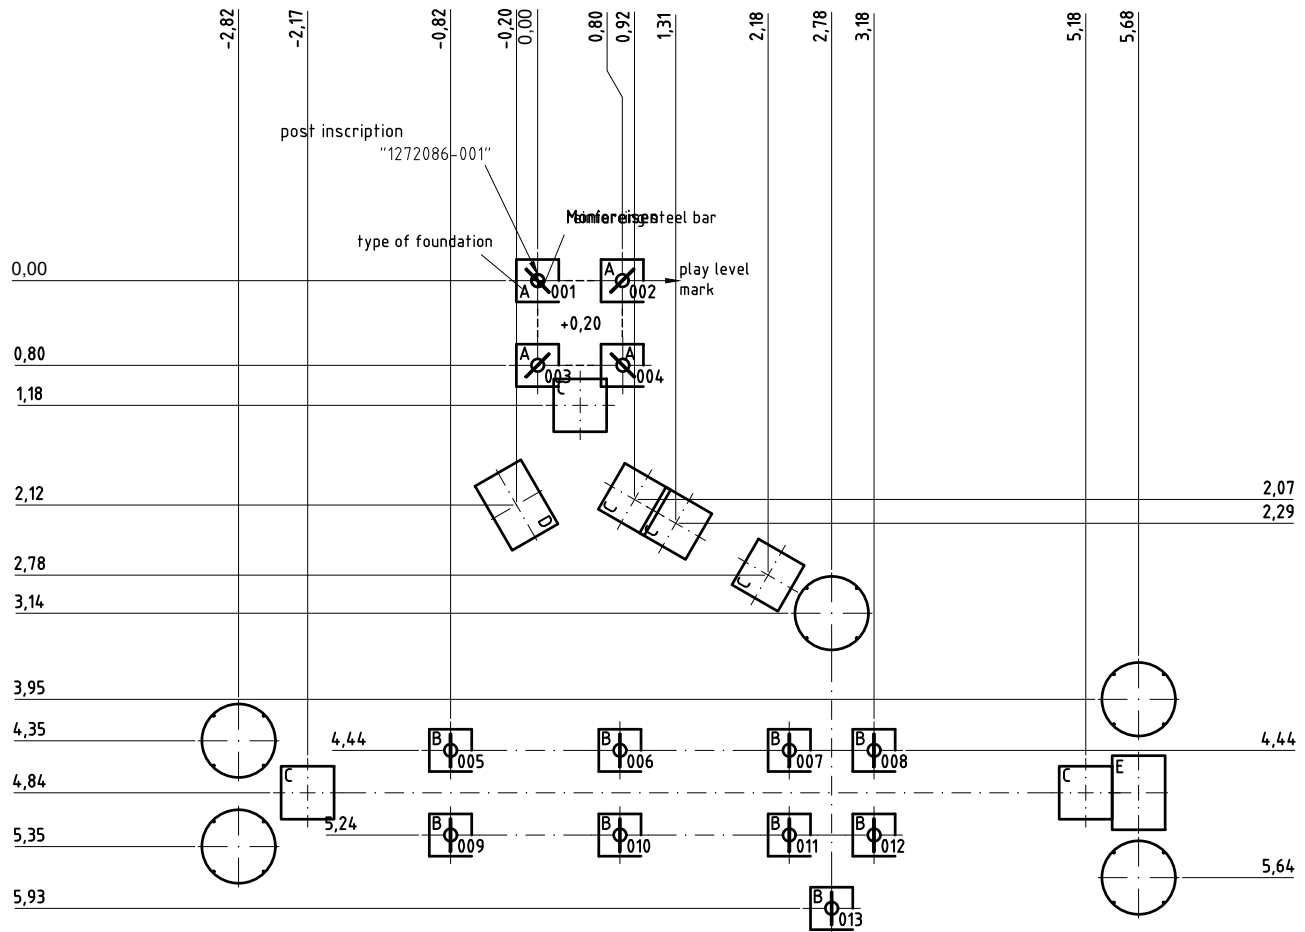 -2,82
-2,17
-0,82
-0,20
0,00
0,80
0,92
1,31
2,18
2,78
3,18
5,18
5,68
post inscription
"1272086-001"
type of foundation
steel bar
play level
mark
0,00
A
001
A
002
+0,20
0,80
A
003
A
004
1,18
C
2,12
D
C
C
2,07
2,29
2,78
C
3,14
3,95
4,35
4,44
B
005
B
006
B
007
B
008
4,44
4,84
C
C
E
5,24
5,35
B
009
B
010
B
011
B
012
5,64
5,93
B
013